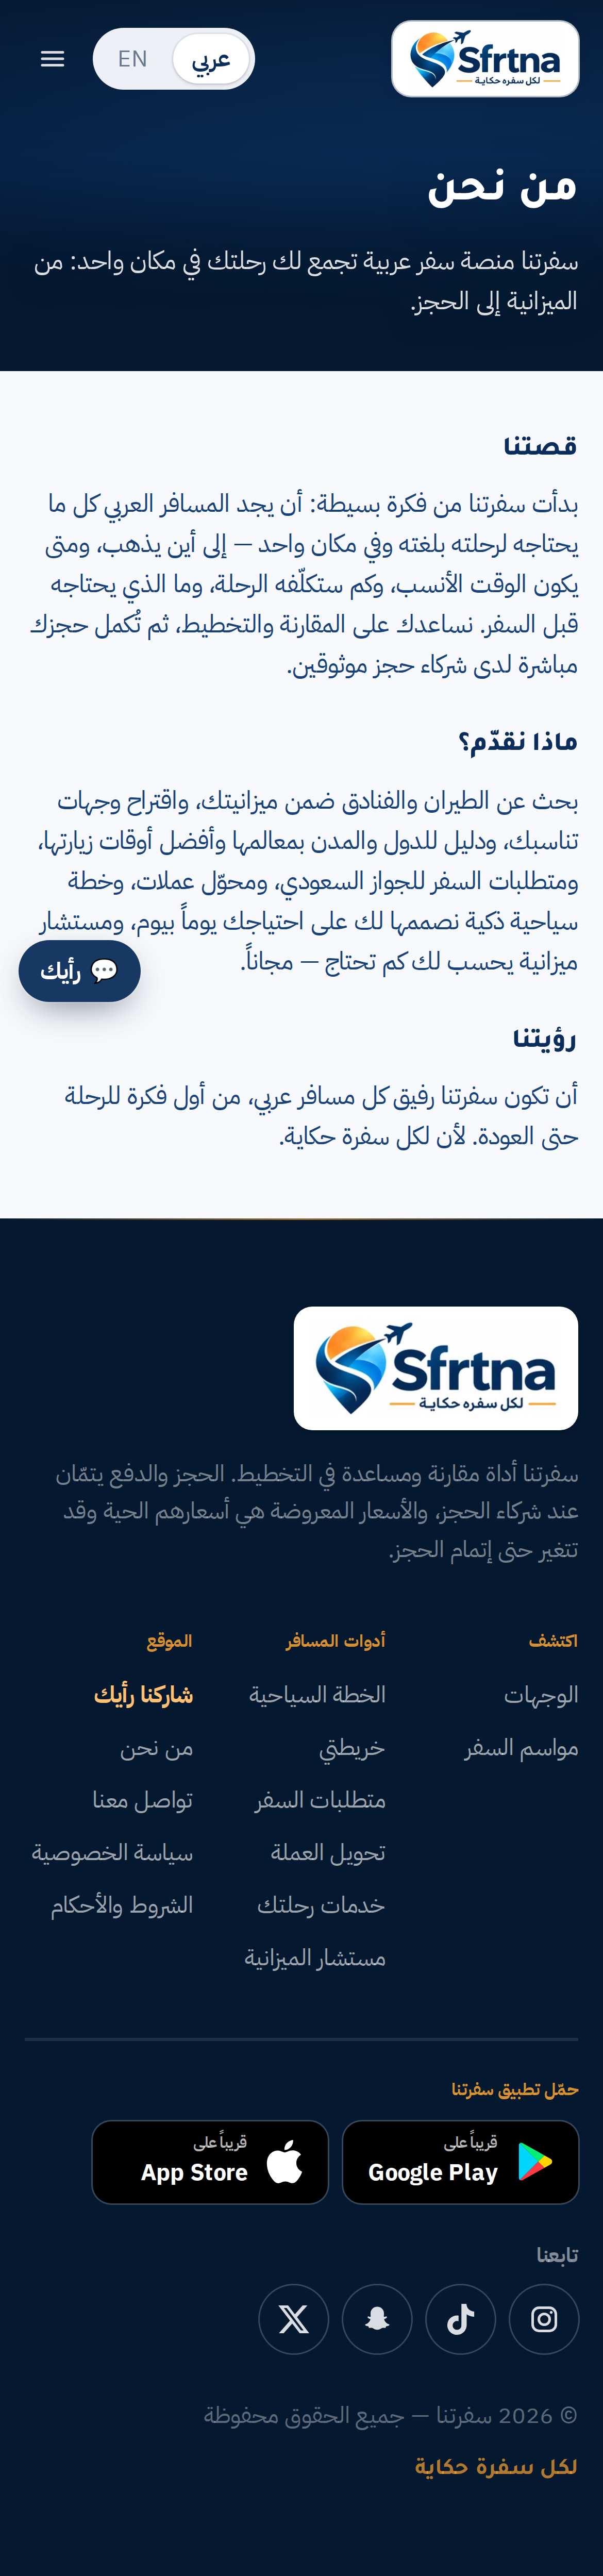 Sfrtna
لكل سفره حكاية
عربي
EN
من نحن
سفرتنا منصة سفر عربية تجمع لك رحلتك في مكان واحد: من
الميزانية إلى الحجز.
قصتنا
بدأت سفرتنا من فكرة بسيطة: أن يجد المسافر العربي كل ما
يحتاجه لرحلته بلغته وفي مكان واحد — إلى أين يذهب، ومتى
يكون الوقت الأنسب، وكم ستكلّفه الرحلة، وما الذي يحتاجه
قبل السفر. نساعدك على المقارنة والتخطيط، ثم تُكمل حجزك
مباشرة لدى شركاء حجز موثوقين.
ماذا نقدّم؟
بحث عن الطيران والفنادق ضمن ميزانيتك، واقتراح وجهات
تناسبك، ودليل للدول والمدن بمعالمها وأفضل أوقات زيارتها،
ومتطلبات السفر للجواز السعودي، ومحوّل عملات، وخطة
سياحية ذكية نصممها لك على احتياجك يوماً بيوم، ومستشار
ميزانية يحسب لك كم تحتاج — مجاناً.
💬 رأيك
رؤيتنا
أن تكون سفرتنا رفيق كل مسافر عربي، من أول فكرة للرحلة
حتى العودة. لأن لكل سفرة حكاية.
Sfrtna
لكل سفره حكاية
سفرتنا أداة مقارنة ومساعدة في التخطيط. الحجز والدفع يتمّان
عند شركاء الحجز، والأسعار المعروضة هي أسعارهم الحية وقد
تتغير حتى إتمام الحجز.
اكتشف
الوجهات
مواسم السفر
أدوات المسافر
الخطة السياحية
خريطتي
متطلبات السفر
تحويل العملة
خدمات رحلتك
مستشار الميزانية
الموقع
شاركنا رأيك
من نحن
تواصل معنا
سياسة الخصوصية
الشروط والأحكام
حمّل تطبيق سفرتنا
قريباً على
Google Play
قريباً على
App Store
تابعنا
© 2026 سفرتنا — جميع الحقوق محفوظة
لكل سفرة حكاية